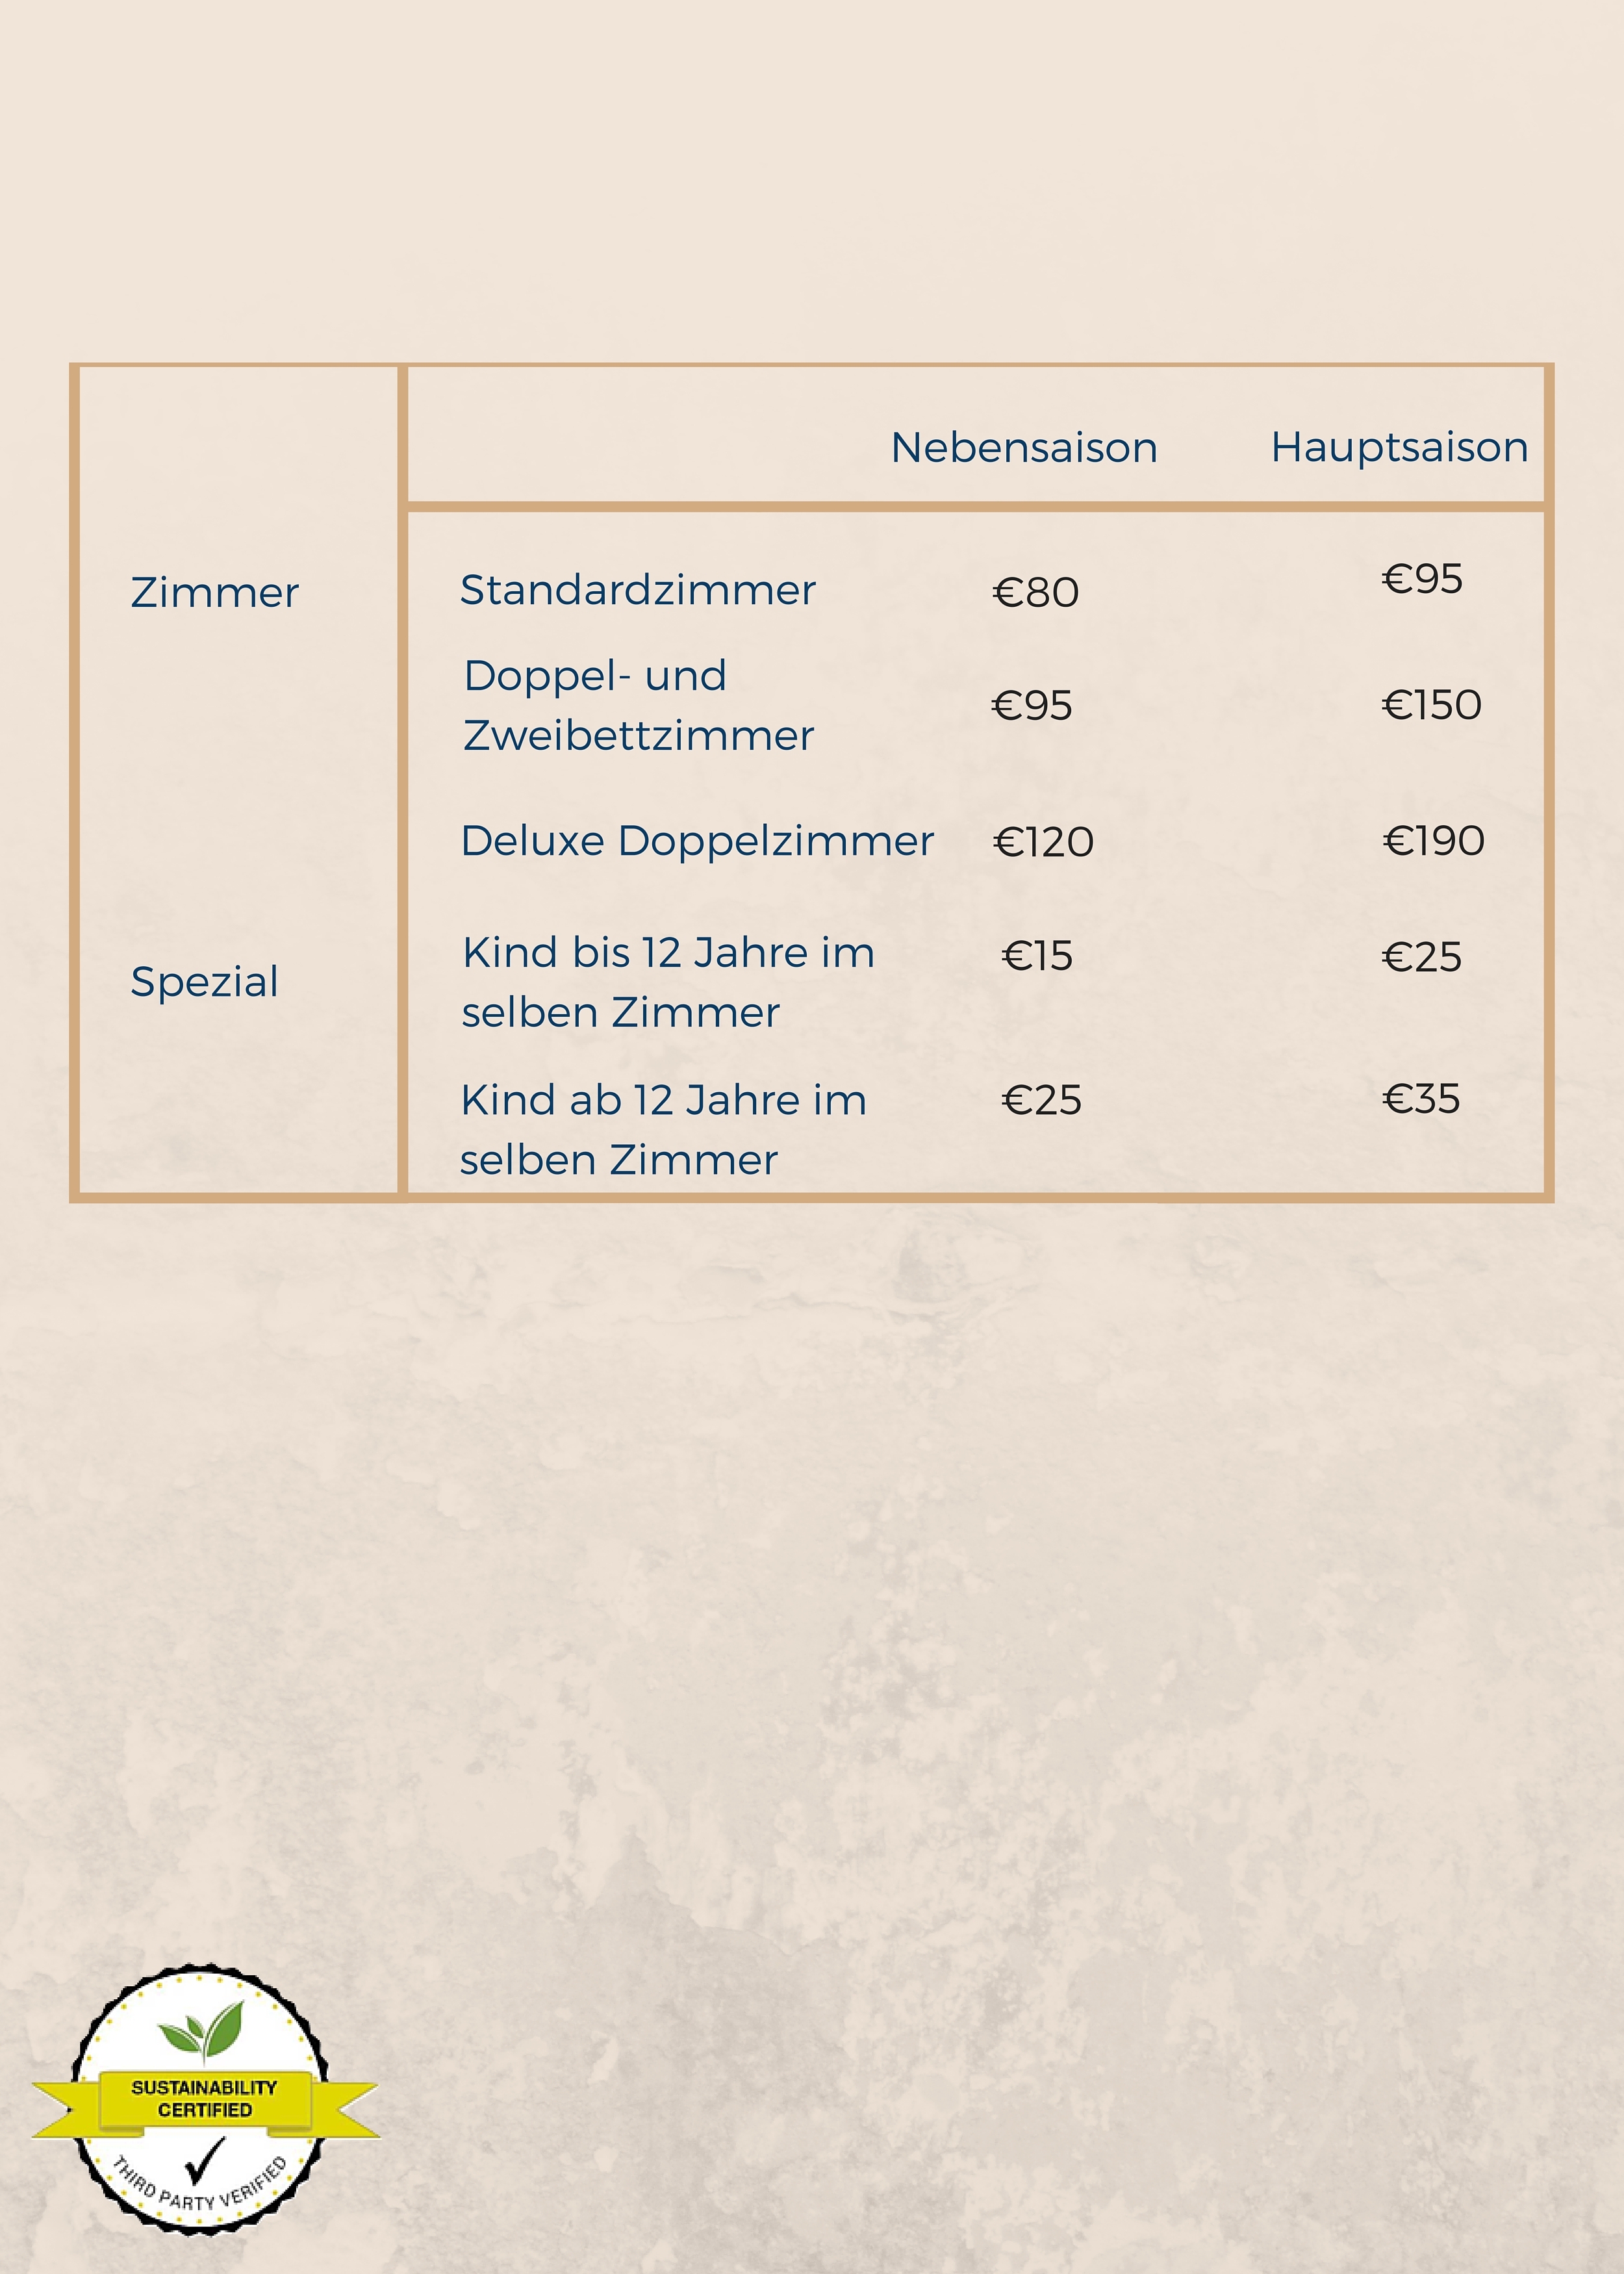 Nebensaison Hauptsaison
Zimmer Standardzimmer €80 €95
Doppel- und
Zweibettzimmer €95 €150
Deluxe Doppelzimmer €120 €190
Spezial Kind bis 12 Jahre im €15 €25
selben Zimmer
Kind ab 12 Jahre im €25 €35
selben Zimmer
SUSTAINABILITY
CERTIFIED
THIRD PARTY VERIFIED